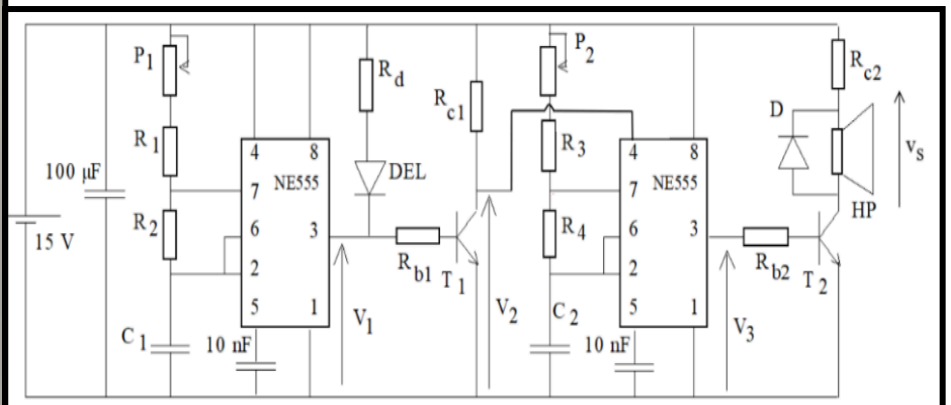 P1
Rd
P2
Rc2
Rc1
D
R1
4 8
R3
4 8
vs
100 µF
7 NE555
DEL
7 NE555
R2
6 3
R4
6 3
HP
15 V
2
Rb1 T1
2
Rb2 T2
5 1
V1
V2
C2
5 1
V3
C1
10 nF
10 nF